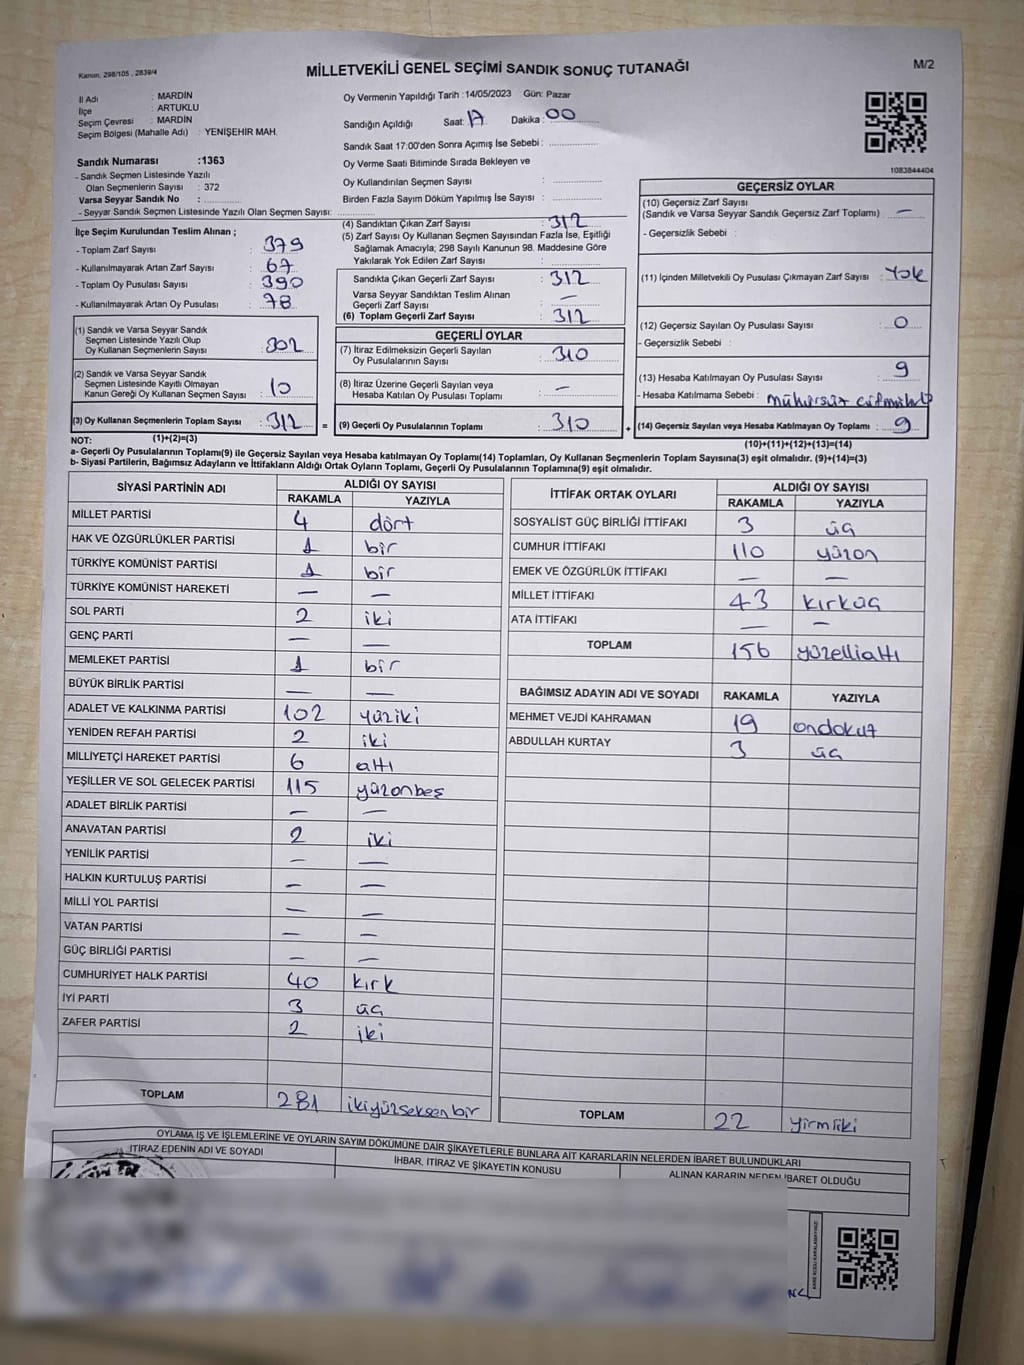 Kanun; 298/105 , 2839/4
MİLLETVEKİLİ GENEL SEÇİMİ SANDIK SONUÇ TUTANAĞI
M/2
İl Adı : MARDİN
İlçe : ARTUKLU
Seçim Çevresi : MARDİN
Seçim Bölgesi (Mahalle Adı) : YENİŞEHİR MAH.
Sandık Numarası :1363
- Sandık Seçmen Listesinde Yazılı
Olan Seçmenlerin Sayısı : 372
Varsa Seyyar Sandık No :
- Seyyar Sandık Seçmen Listesinde Yazılı Olan Seçmen Sayısı:
İlçe Seçim Kurulundan Teslim Alınan ;
- Toplam Zarf Sayısı : 379
- Kullanılmayarak Artan Zarf Sayısı : 67
- Toplam Oy Pusulası Sayısı : 390
- Kullanılmayarak Artan Oy Pusulası : 78
(1) Sandık ve Varsa Seyyar Sandık
Seçmen Listesinde Yazılı Olup
Oy Kullanan Seçmenlerin Sayısı : 302
(2) Sandık ve Varsa Seyyar Sandık
Seçmen Listesinde Kayıtlı Olmayan
Kanun Gereği Oy Kullanan Seçmen Sayısı : 10
(3) Oy Kullanan Seçmenlerin Toplam Sayısı : 312 =
(1)+(2)=(3)
Oy Vermenin Yapıldığı Tarih :14/05/2023 Gün: Pazar
Sandığın Açıldığı Saat: 17 Dakika : 00
Sandık Saat 17:00'den Sonra Açımış İse Sebebi :
Oy Verme Saati Bitiminde Sırada Bekleyen ve
Oy Kullandırılan Seçmen Sayısı :
Birden Fazla Sayım Döküm Yapılmış İse Sayısı :
(4) Sandıktan Çıkan Zarf Sayısı : 312
(5) Zarf Sayısı Oy Kullanan Seçmen Sayısından Fazla İse, Eşitliği
Sağlamak Amacıyla; 298 Sayılı Kanunun 98. Maddesine Göre
Yakılarak Yok Edilen Zarf Sayısı :
Sandıkta Çıkan Geçerli Zarf Sayısı : 312
Varsa Seyyar Sandıktan Teslim Alınan
Geçerli Zarf Sayısı : —
(6) Toplam Geçerli Zarf Sayısı : 312
GEÇERLİ OYLAR
(7) İtiraz Edilmeksizin Geçerli Sayılan
Oy Pusulalarının Sayısı : 310
(8) İtiraz Üzerine Geçerli Sayılan veya
Hesaba Katılan Oy Pusulası Sayısı : —
(9) Geçerli Oy Pusulalarının Toplamı : 310 +
1083844404
GEÇERSİZ OYLAR
(10) Geçersiz Zarf Sayısı
(Sandık ve Varsa Seyyar Sandık Geçersiz Zarf Toplamı) : —
- Geçersizlik Sebebi :
(11) İçinden Milletvekili Oy Pusulası Çıkmayan Zarf Sayısı : Yok
(12) Geçersiz Sayılan Oy Pusulası Sayısı : 0
- Geçersizlik Sebebi :
(13) Hesaba Katılmayan Oy Pusulası Sayısı : 9
- Hesaba Katılmama Sebebi : mühürsüz
(14) Geçersiz Sayılan veya Hesaba Katılmayan Oy Toplamı : 9
(10)+(11)+(12)+(13)=(14)
NOT:
a- Geçerli Oy Pusulalarının Toplamı(9) ile Geçersiz Sayılan veya Hesaba Katılmayan Oy Toplamı(14) Toplamları, Oy Kullanan Seçmenlerin Toplam Sayısına(3) eşit olmalıdır. (9)+(14)=(3)
b- Siyasi Partilerin, Bağımsız Adayların ve İttifakların Aldığı Ortak Oyların Toplamı, Geçerli Oy Pusulalarının Toplamına(9) eşit olmalıdır.
SİYASİ PARTİNİN ADI ALDIĞI OY SAYISI
RAKAMLA YAZIYLA
MİLLET PARTİSİ 4 dört
HAK VE ÖZGÜRLÜKLER PARTİSİ 1 bir
TÜRKİYE KOMÜNİST PARTİSİ 1 bir
TÜRKİYE KOMÜNİST HAREKETİ — —
SOL PARTİ 2 iki
GENÇ PARTİ — —
MEMLEKET PARTİSİ 1 bir
BÜYÜK BİRLİK PARTİSİ — —
ADALET VE KALKINMA PARTİSİ 102 yüziki
YENİDEN REFAH PARTİSİ 2 iki
MİLLİYETÇİ HAREKET PARTİSİ 6 altı
YEŞİLLER VE SOL GELECEK PARTİSİ 115 yüzonbeş
ADALET BİRLİK PARTİSİ — —
ANAVATAN PARTİSİ 2 iki
YENİLİK PARTİSİ — —
HALKIN KURTULUŞ PARTİSİ — —
MİLLİ YOL PARTİSİ — —
VATAN PARTİSİ — —
GÜÇ BİRLİĞİ PARTİSİ — —
CUMHURİYET HALK PARTİSİ 40 kırk
İYİ PARTİ 3 üç
ZAFER PARTİSİ 2 iki
TOPLAM 281 ikiyüzseksenbir
İTTİFAK ORTAK OYLARI ALDIĞI OY SAYISI
RAKAMLA YAZIYLA
SOSYALİST GÜÇ BİRLİĞİ İTTİFAKI 3 üç
CUMHUR İTTİFAKI 110 yüzon
EMEK VE ÖZGÜRLÜK İTTİFAKI — —
MİLLET İTTİFAKI 43 kırküç
ATA İTTİFAKI — —
TOPLAM 156 yüzelliəltı
BAĞIMSIZ ADAYIN ADI VE SOYADI RAKAMLA YAZIYLA
MEHMET VEJDİ KAHRAMAN 19 ondokuz
ABDULLAH KURTAY 3 üç
TOPLAM 22 yirmiiki
OYLAMA İŞ VE İŞLEMLERİNE VE OYLARIN SAYIM DÖKÜMÜNE DAİR ŞİKAYETLERLE BUNLARA AİT KARARLARIN NELERDEN İBARET BULUNDUKLARI
İTİRAZ EDENİN ADI VE SOYADI
İHBAR, İTİRAZ VE ŞİKAYETİN KONUSU
ALINAN KARARIN NEDEN İBARET OLDUĞU